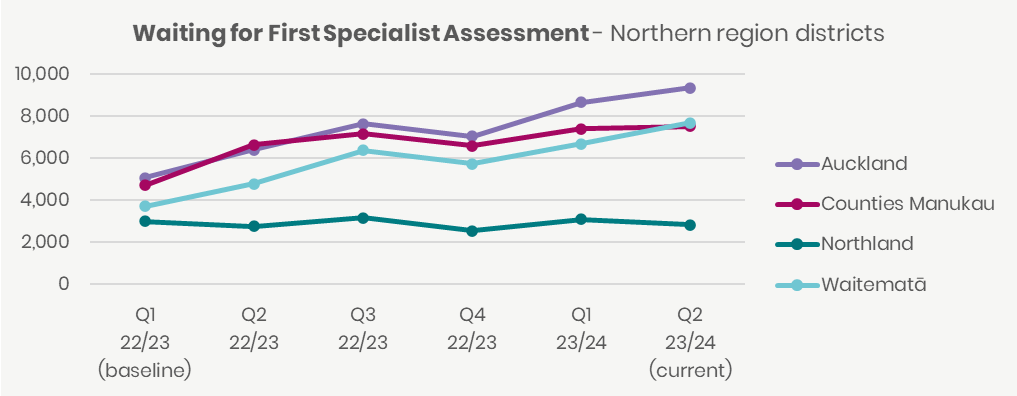 Waiting for First Specialist Assessment - Northern region districts
10,000
8,000
6,000
4,000
2,000
0
Q1 Q2 Q3 Q4 Q1 Q2
22/23 22/23 22/23 22/23 23/24 23/24
(baseline) (current)
Auckland
Counties Manukau
Northland
Waitematā